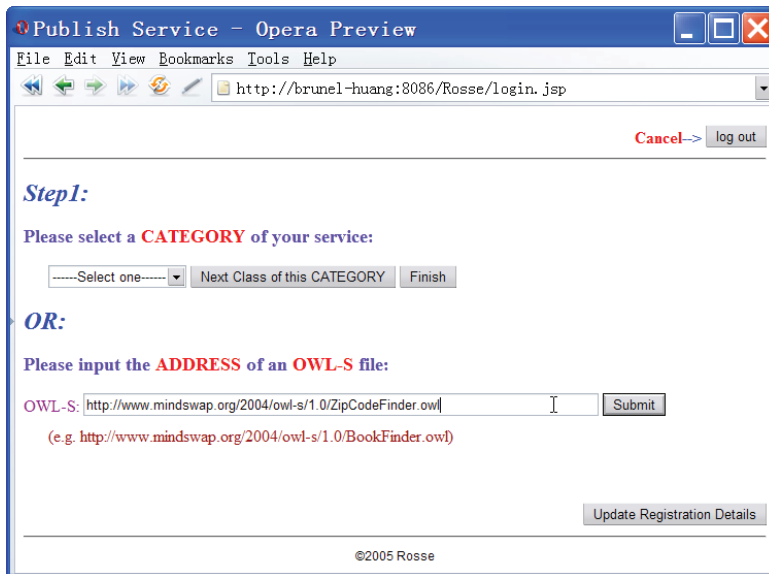 Publish Service - Opera Preview
File Edit View Bookmarks Tools Help
http://brunel-huang:8086/Rosse/login.jsp
Cancel--> log out
Step1:
Please select a CATEGORY of your service:
------Select one------ Next Class of this CATEGORY Finish
OR:
Please input the ADDRESS of an OWL-S file:
OWL-S: http://www.mindswap.org/2004/owl-s/1.0/ZipCodeFinder.owl Submit
(e.g. http://www.mindswap.org/2004/owl-s/1.0/BookFinder.owl)
Update Registration Details
©2005 Rosse